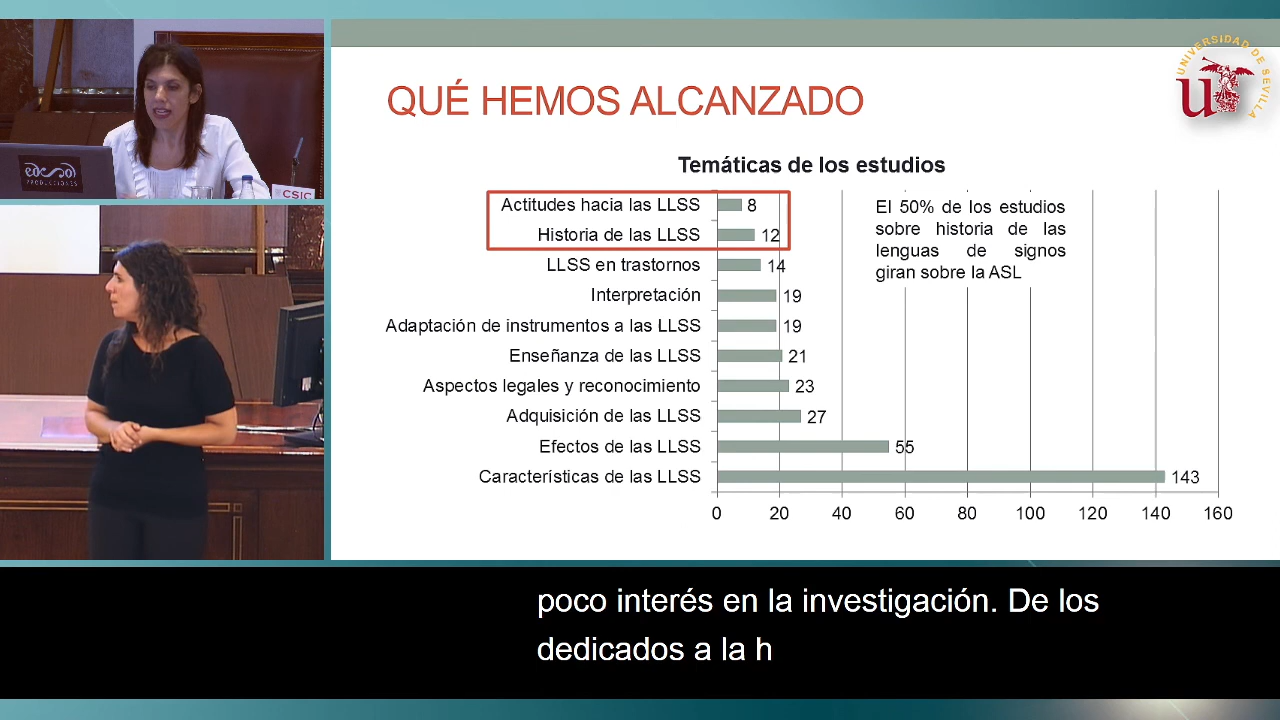 QUÉ HEMOS ALCANZADO
UNIVERSIDAD DE SEVILLA
Temáticas de los estudios
Actitudes hacia las LLSS 8
Historia de las LLSS 12
LLSS en trastornos 14
Interpretación 19
Adaptación de instrumentos a las LLSS 19
Enseñanza de las LLSS 21
Aspectos legales y reconocimiento 23
Adquisición de las LLSS 27
Efectos de las LLSS 55
Características de las LLSS 143
0 20 40 60 80 100 120 140 160
El 50% de los estudios
sobre historia de las
lenguas de signos
giran sobre la ASL
PRODUCCIONES
CSIC
poco interés en la investigación. De los
dedicados a la h